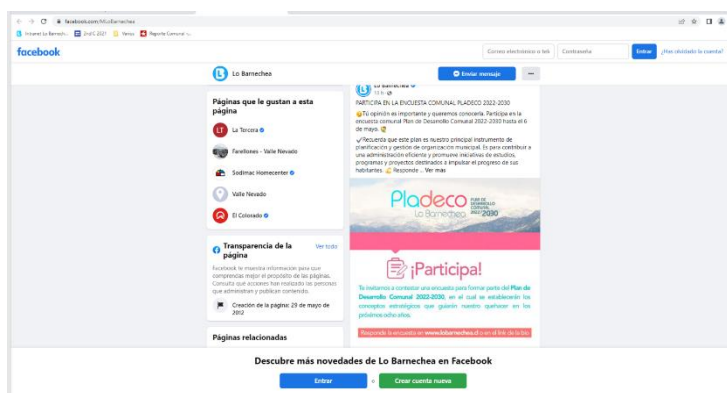 facebook.com/MLoBarnechea
Intranet Lo Barnech...
2ndC 2021
Varios
Reporte Comunal -...
facebook
Correo electrónico o telé
Contraseña
Entrar
¿Has olvidado la cuenta?
Lo Barnechea
Enviar mensaje
Páginas que le gustan a esta
página
La Tercera
Farellones - Valle Nevado
Sodimac Homecenter
Valle Nevado
El Colorado
Transparencia de la
página
Ver todo
Facebook te muestra información para que
comprendas mejor el propósito de las páginas.
Consulta qué acciones han realizado las personas
que administran y publican contenido.
Creación de la página: 29 de mayo de
2012
Páginas relacionadas
Lo Barnechea
12 h
PARTICIPA EN LA ENCUESTA COMUNAL PLADECO 2022-2030
Tú opinión es importante y queremos conocerla. Participa en la
encuesta comunal Plan de Desarrollo Comunal 2022-2030 hasta el 6
de mayo.
Recuerda que este plan es nuestro principal instrumento de
planificación y gestión de organización municipal. Es para contribuir a
una administración eficiente y promueve iniciativas de estudios,
programas y proyectos destinados a impulsar el progreso de sus
habitantes. Responde ... Ver más
Pladeco
Lo Barnechea
PLAN DE
DESARROLLO
COMUNAL
2022-2030
¡Participa!
Te invitamos a contestar una encuesta para formar parte del Plan de
Desarrollo Comunal 2022-2030, en el cual se establecerán los
conceptos estratégicos que guiarán nuestro quehacer en los
próximos ocho años.
Responde la encuesta en www.lobarnechea.cl o en el link de la bio
Descubre más novedades de Lo Barnechea en Facebook
Entrar
o
Crear cuenta nueva